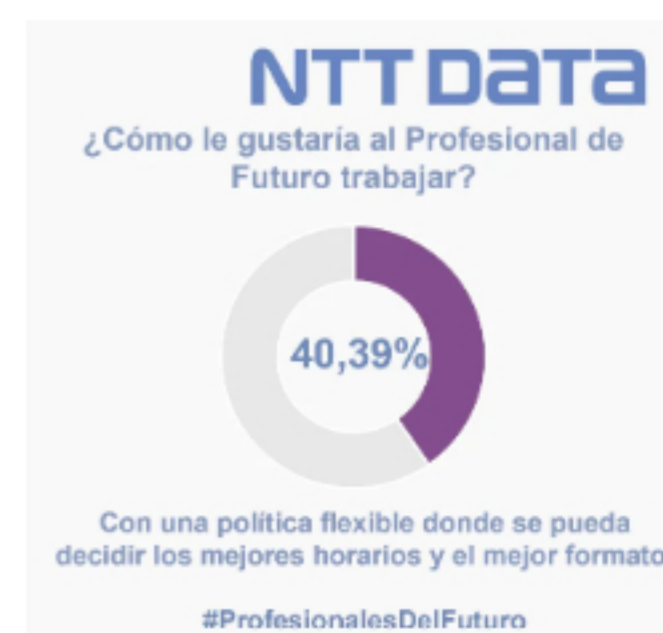 NTT DaTa
¿Cómo le gustaría al Profesional de
Futuro trabajar?
40,39%
Con una política flexible donde se pueda
decidir los mejores horarios y el mejor formato
#ProfesionalesDelFuturo